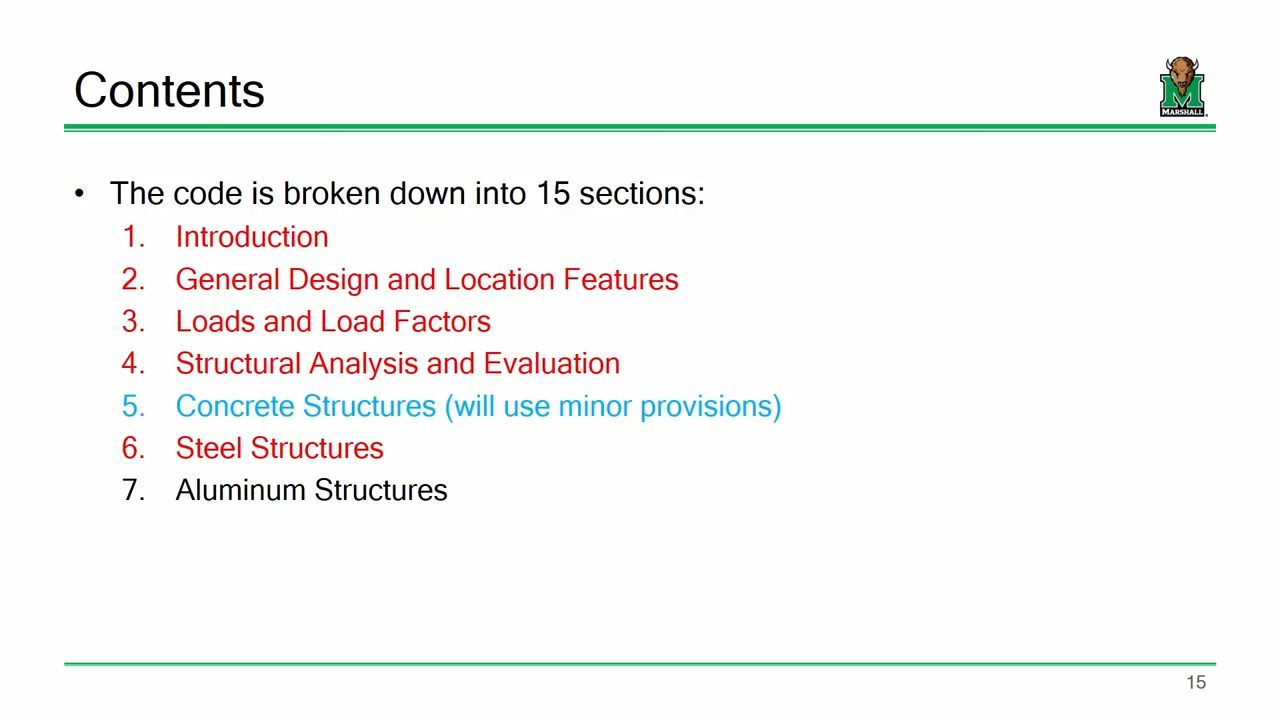 Contents
MARSHALL
• The code is broken down into 15 sections:
1. Introduction
2. General Design and Location Features
3. Loads and Load Factors
4. Structural Analysis and Evaluation
5. Concrete Structures (will use minor provisions)
6. Steel Structures
7. Aluminum Structures
15